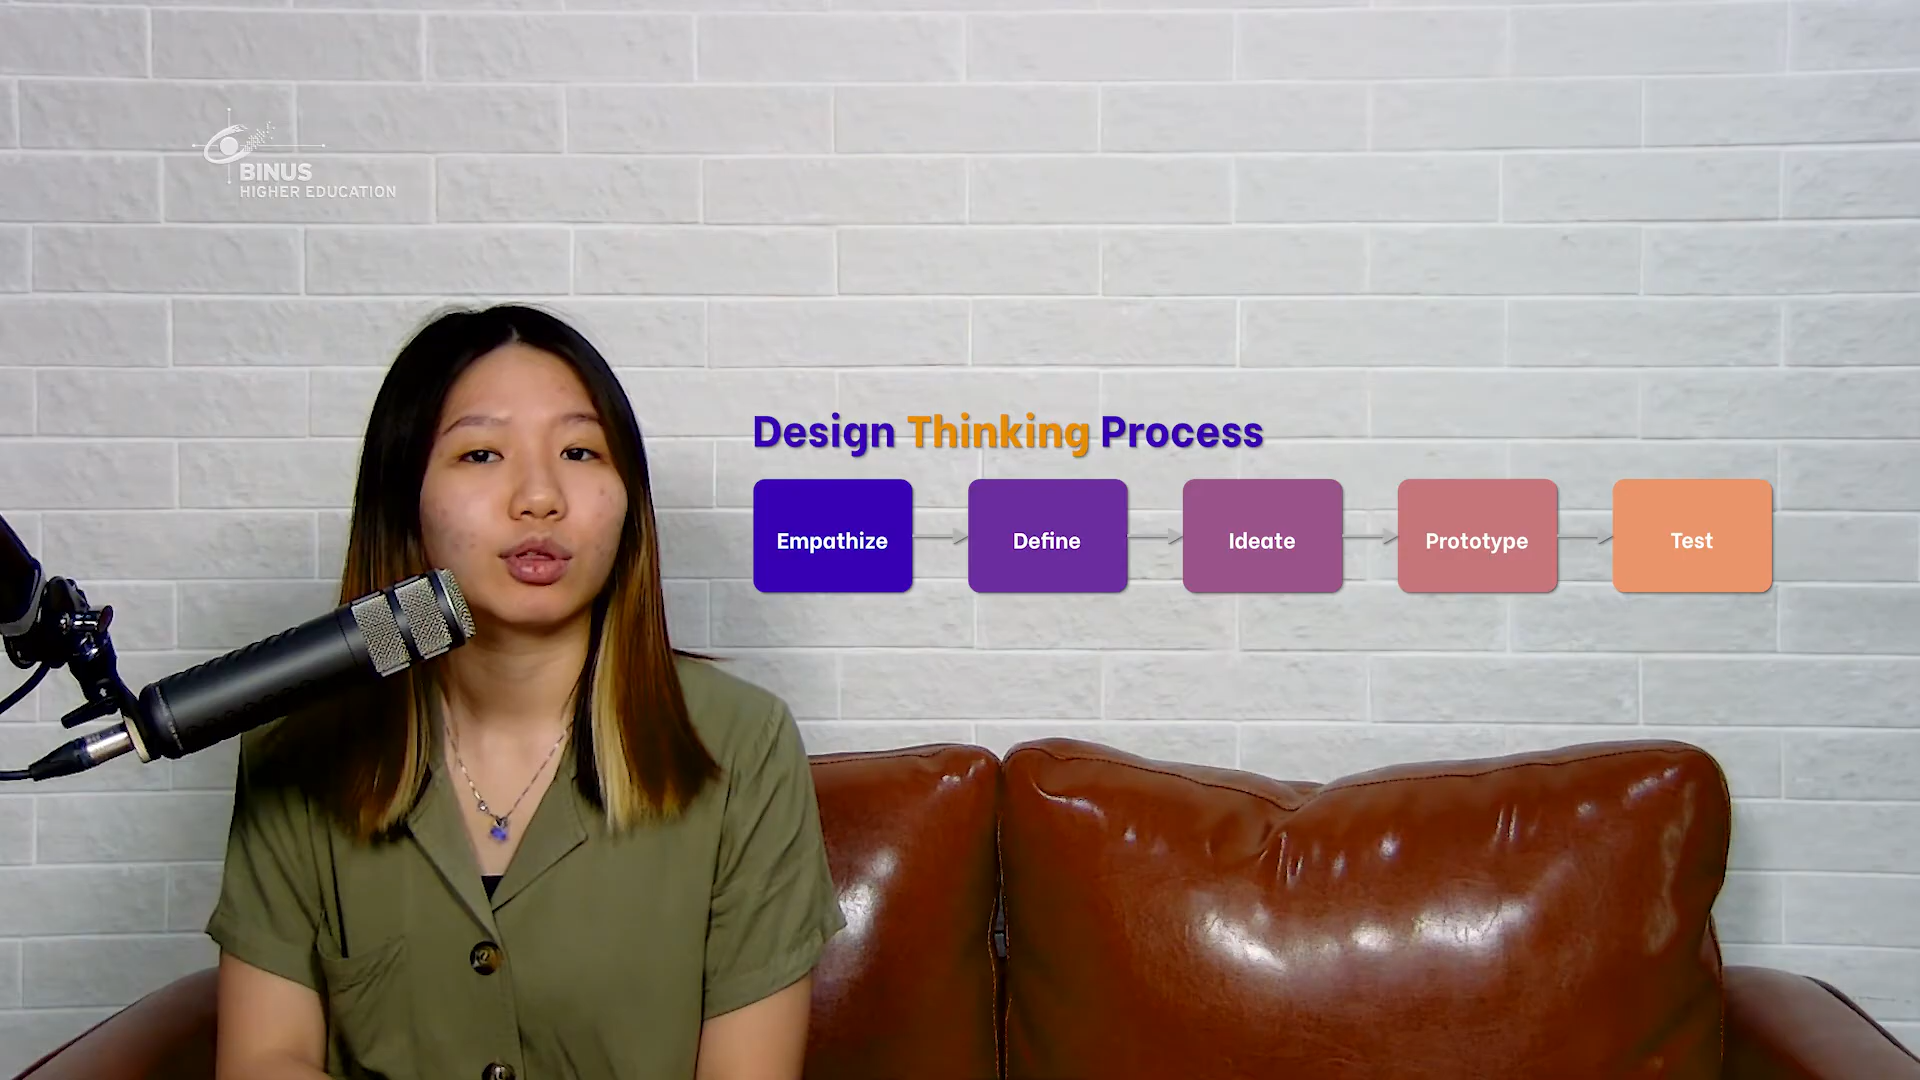 BINUS
HIGHER EDUCATION
Design Thinking Process
Empathize
Define
Ideate
Prototype
Test